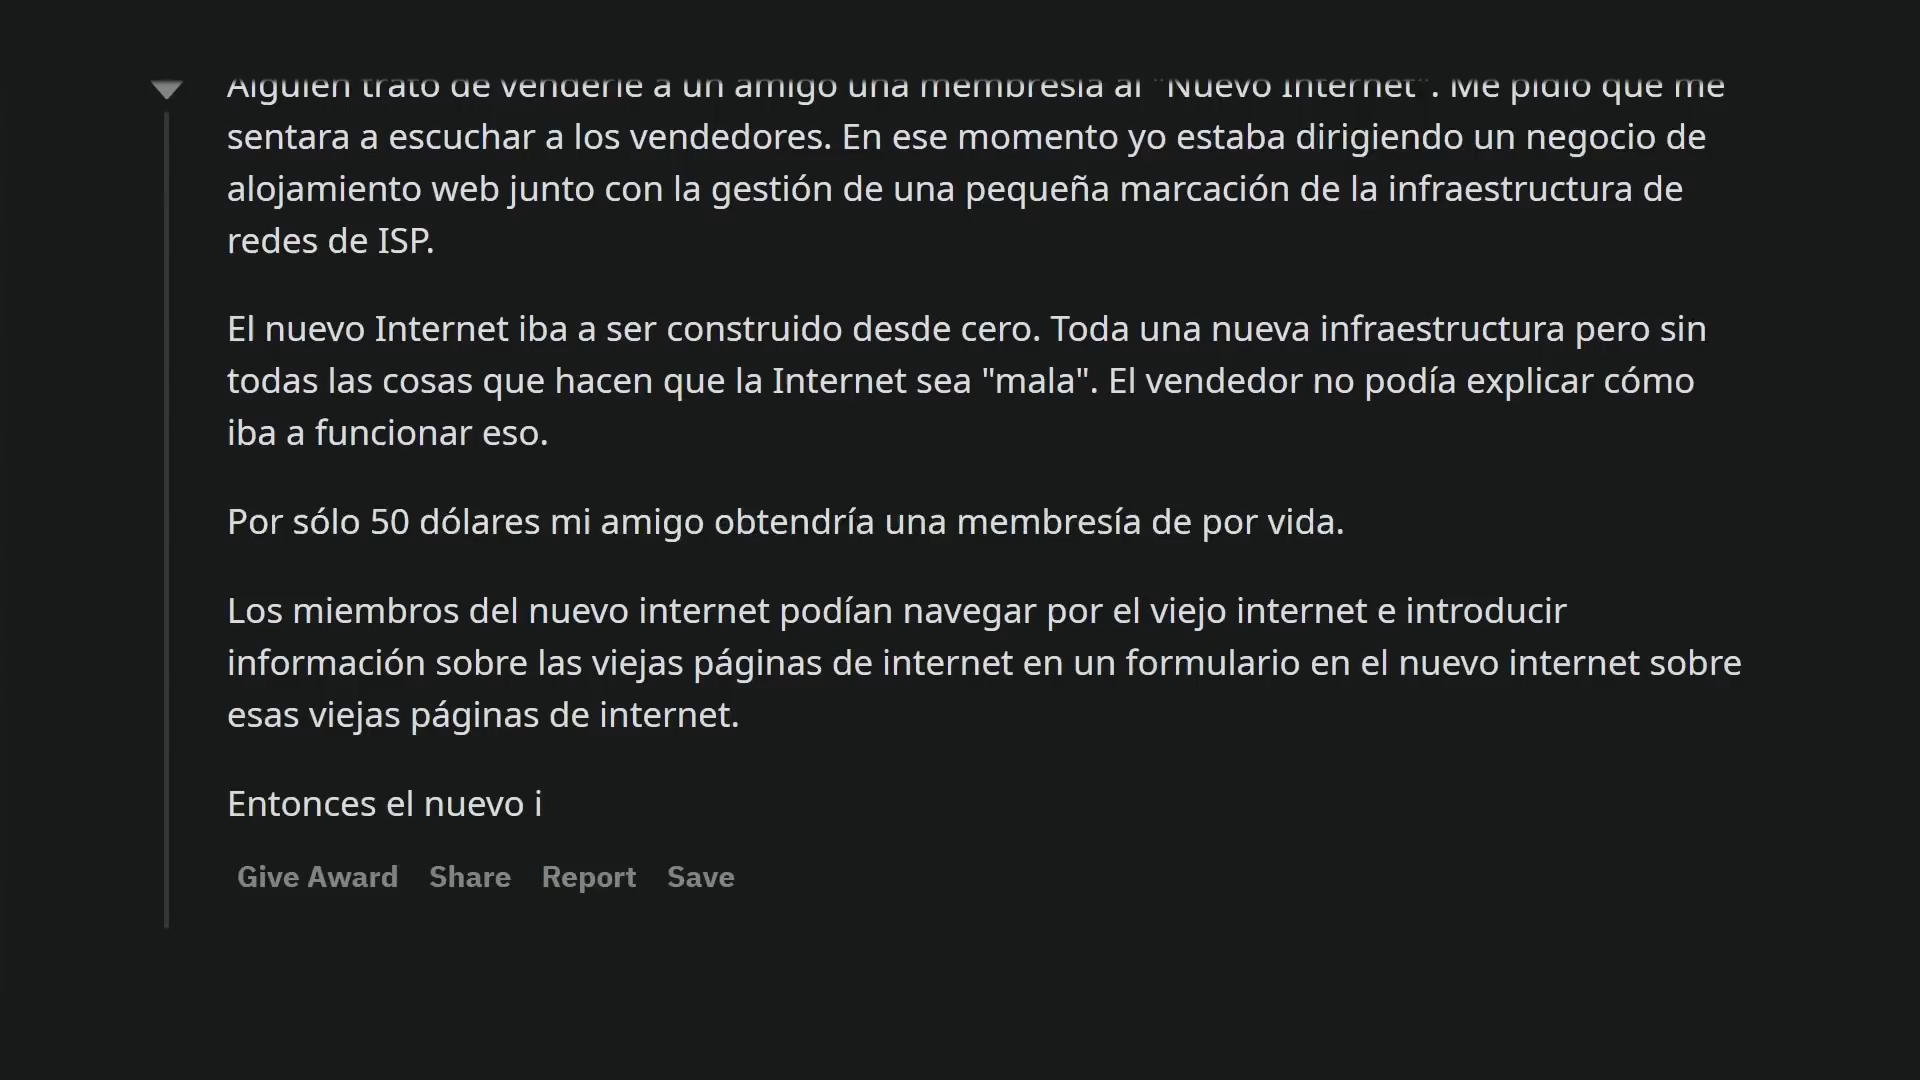 Alguien trató de venderle a un amigo una membresía al "Nuevo Internet". Me pidió que me
sentara a escuchar a los vendedores. En ese momento yo estaba dirigiendo un negocio de
alojamiento web junto con la gestión de una pequeña marcación de la infraestructura de
redes de ISP.
El nuevo Internet iba a ser construido desde cero. Toda una nueva infraestructura pero sin
todas las cosas que hacen que la Internet sea "mala". El vendedor no podía explicar cómo
iba a funcionar eso.
Por sólo 50 dólares mi amigo obtendría una membresía de por vida.
Los miembros del nuevo internet podían navegar por el viejo internet e introducir
información sobre las viejas páginas de internet en un formulario en el nuevo internet sobre
esas viejas páginas de internet.
Entonces el nuevo i
Give Award Share Report Save